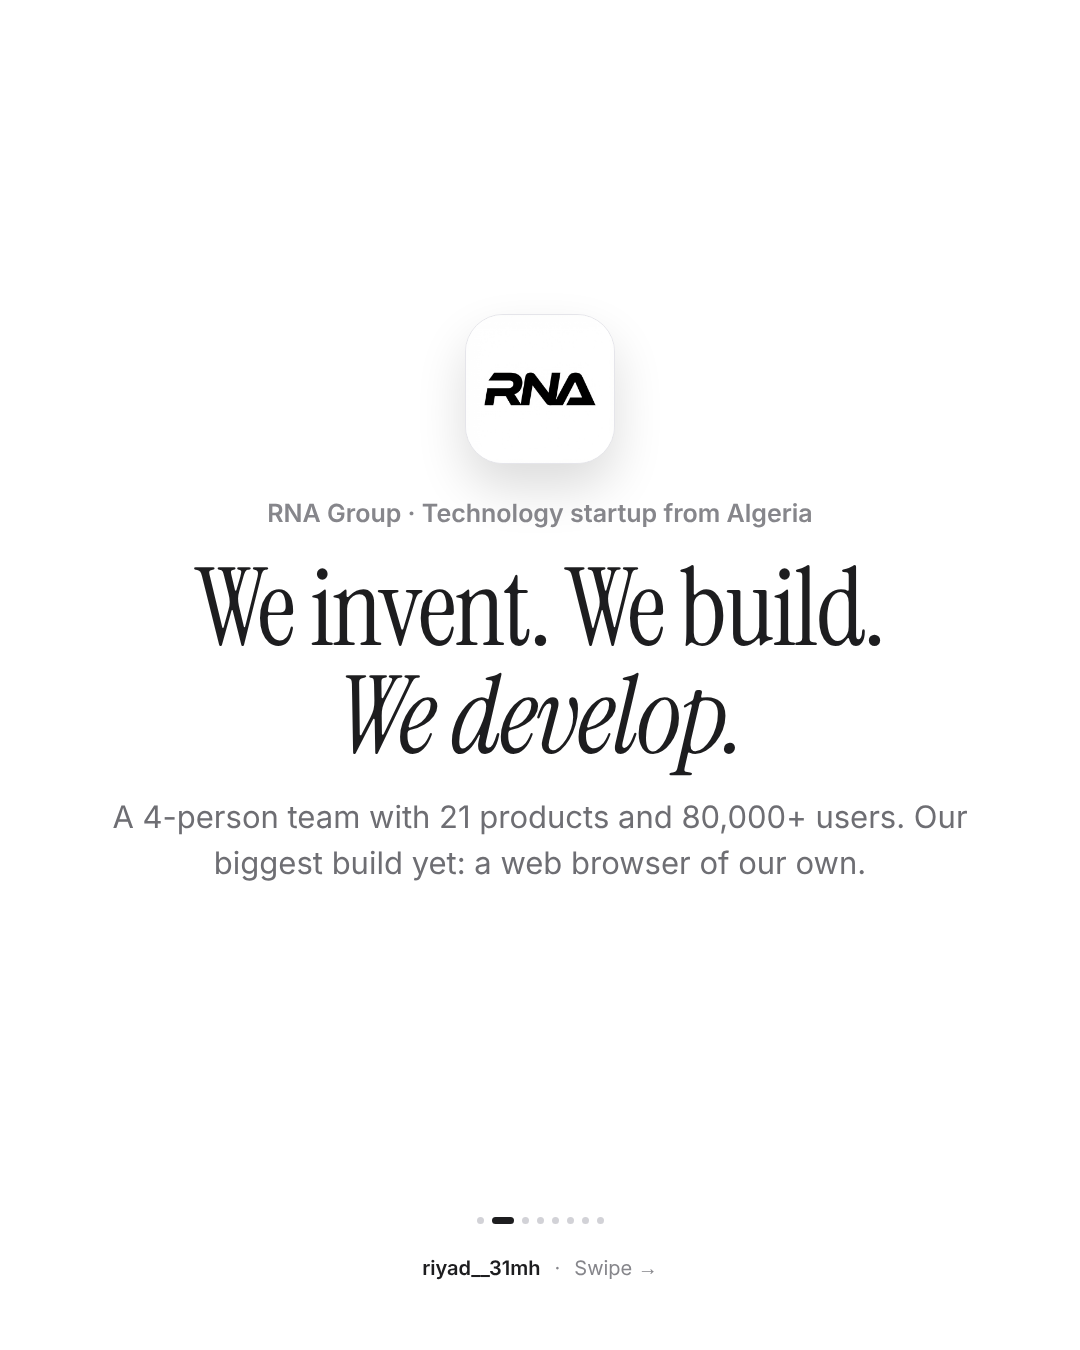 RNA
RNA Group · Technology startup from Algeria
We invent. We build.
We develop.
A 4-person team with 21 products and 80,000+ users. Our
biggest build yet: a web browser of our own.
riyad__31mh · Swipe →